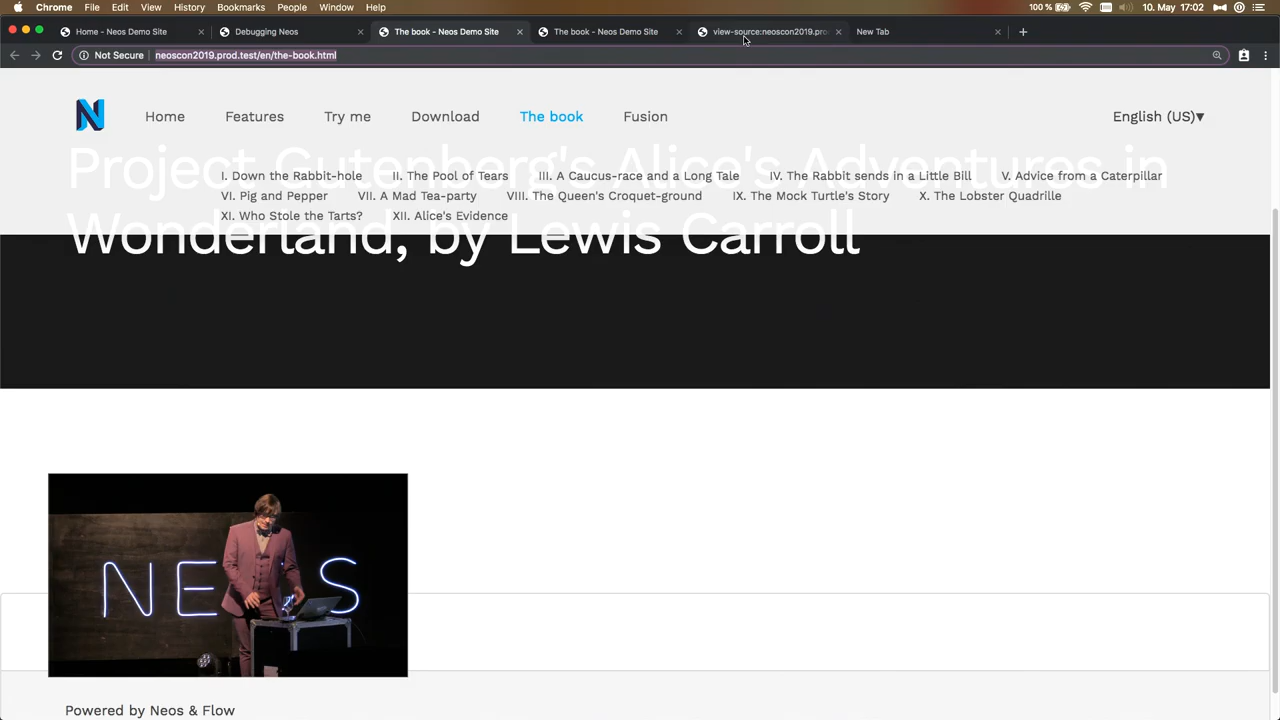 Chrome File Edit View History Bookmarks People Window Help 100 % 10. May 17:02
Home - Neos Demo Site Debugging Neos The book - Neos Demo Site The book - Neos Demo Site view-source:neoscon2019.pro New Tab
Not Secure neoscon2019.prod.test/en/the-book.html
Home Features Try me Download The book Fusion English (US)▾
Project Gutenberg's Alice's Adventures in
I. Down the Rabbit-hole II. The Pool of Tears III. A Caucus-race and a Long Tale IV. The Rabbit sends in a Little Bill V. Advice from a Caterpillar
VI. Pig and Pepper VII. A Mad Tea-party VIII. The Queen's Croquet-ground IX. The Mock Turtle's Story X. The Lobster Quadrille
XI. Who Stole the Tarts? XII. Alice's Evidence
Wonderland, by Lewis Carroll
NE S
Powered by Neos & Flow